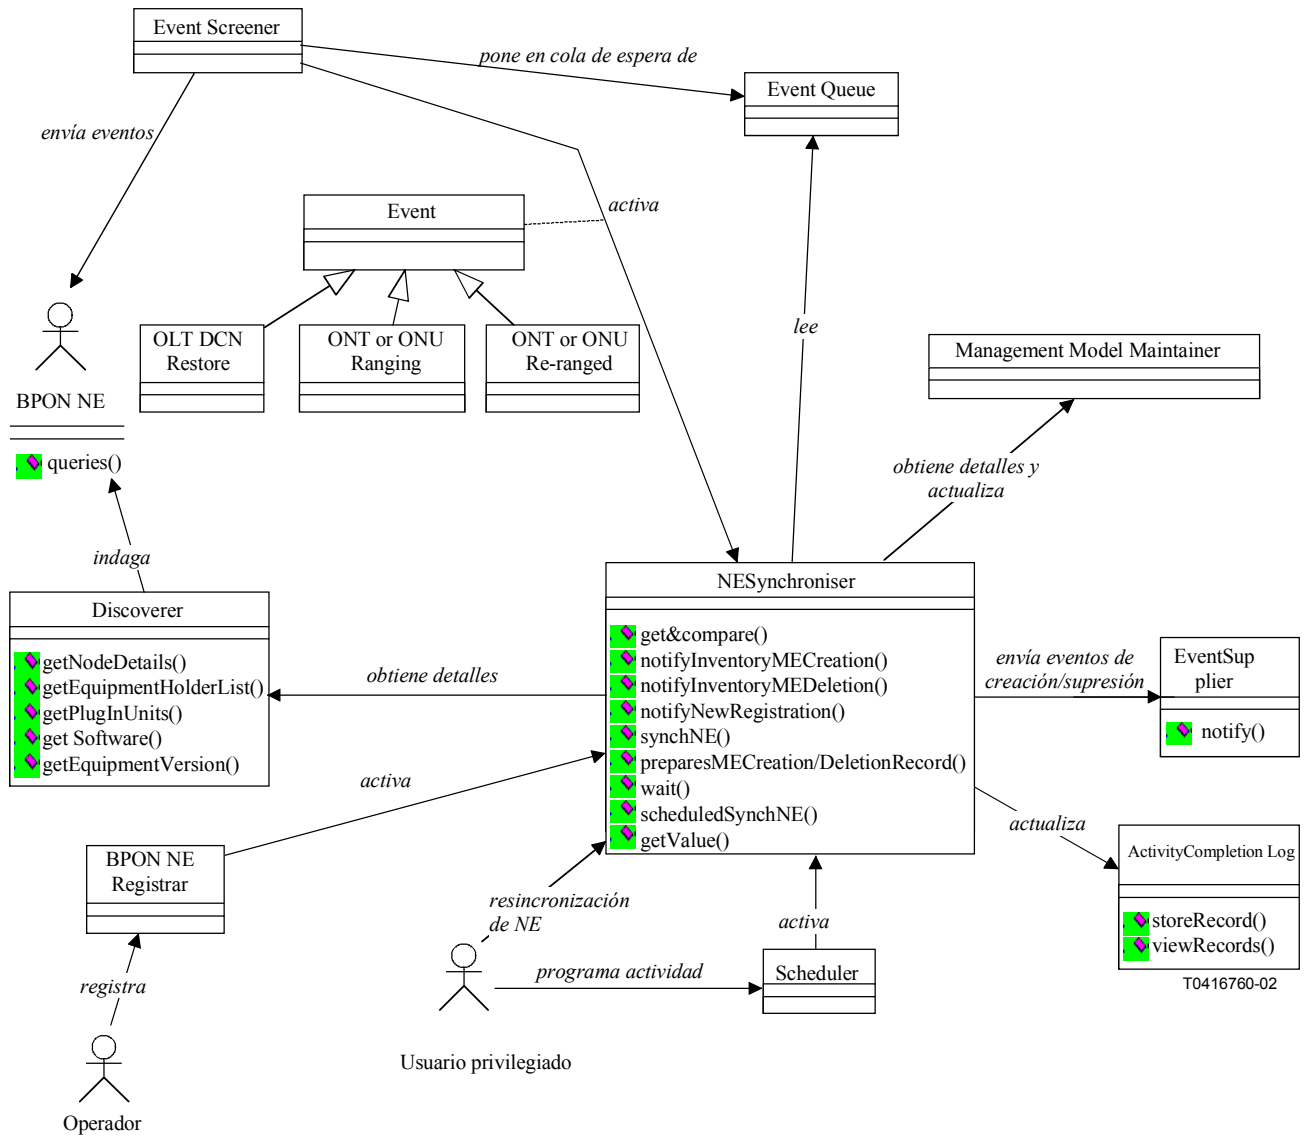 Event Screener
pone en cola de espera de
Event Queue
envía eventos
Event
activa
OLT DCN
Restore
ONT or ONU
Ranging
ONT or ONU
Re-ranged
lee
Management Model Maintainer
BPON NE
queries()
obtiene detalles y
actualiza
indaga
Discoverer
getNodeDetails()
getEquipmentHolderList()
getPlugInUnits()
get Software()
getEquipmentVersion()
obtiene detalles
NESynchroniser
get&compare()
notifyInventoryMECreation()
notifyInventoryMEDeletion()
notifyNewRegistration()
synchNE()
preparesMECreation/DeletionRecord()
wait()
scheduledSynchNE()
getValue()
envía eventos de
creación/supresión
EventSup
plier
notify()
activa
actualiza
ActivityCompletion Log
storeRecord()
viewRecords()
BPON NE
Registrar
resincronización
de NE
activa
registra
programa actividad
Scheduler
T0416760-02
Usuario privilegiado
Operador